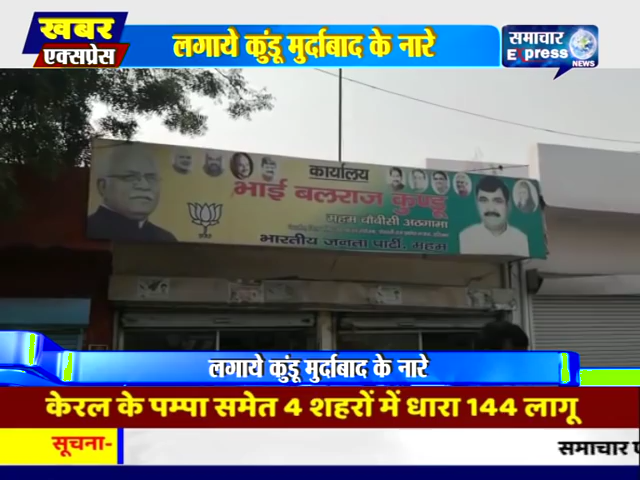 खबर
एक्सप्रेस
लगाये कुंडू मुर्दाबाद के नारे
समाचार
Express
NEWS
कार्यालय
भाई बलराज कुण्डू
महम चौबीसी अठगामा
भारतीय जनता पार्टी, महम
लगाये कुंडू मुर्दाबाद के नारे
केरल के पम्पा समेत 4 शहरों में धारा 144 लागू
सूचना-
समाचार